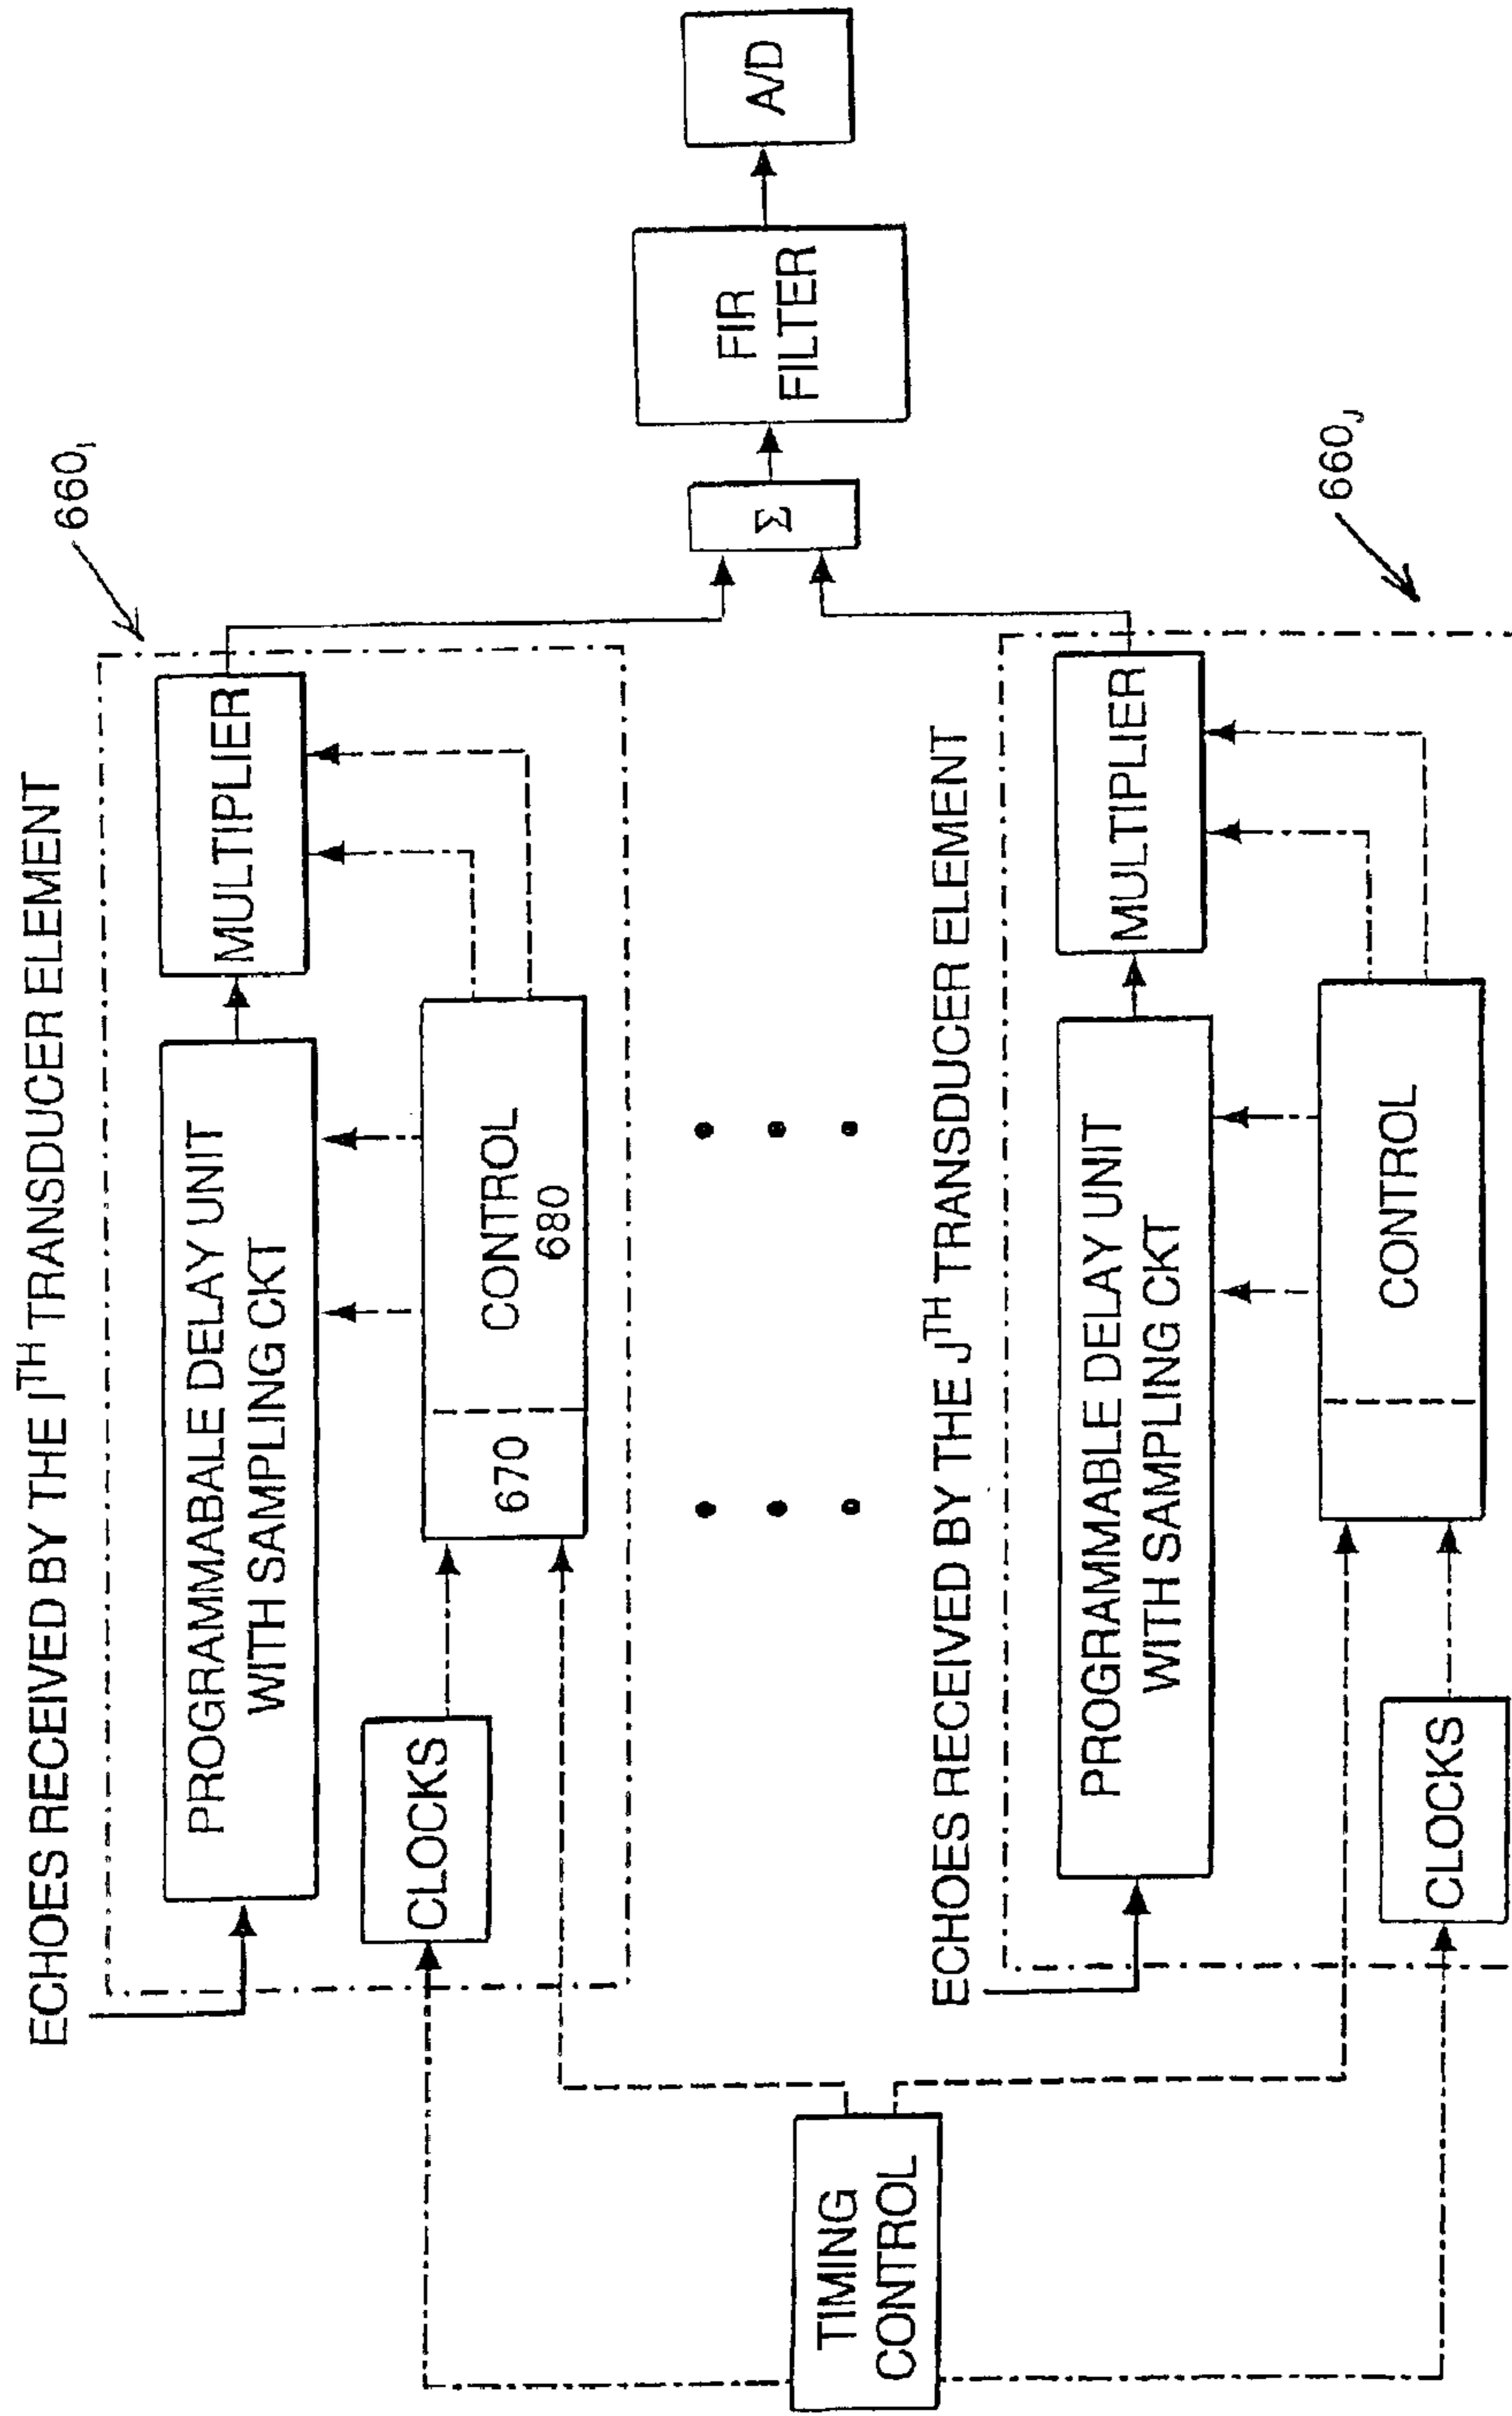 ECHOES RECEIVED BY THE I^TH TRANSDUCER ELEMENT
660_I
PROGRAMMABALE DELAY UNIT
WITH SAMPLING CKT
MULTIPLIER
CLOCKS
670
CONTROL
680
TIMING
CONTROL
Σ
FIR
FILTER
A/D
ECHOES RECEIVED BY THE J^TH TRANSDUCER ELEMENT
660_J
PROGRAMMABLE DELAY UNIT
WITH SAMPLING CKT
MULTIPLIER
CONTROL
CLOCKS